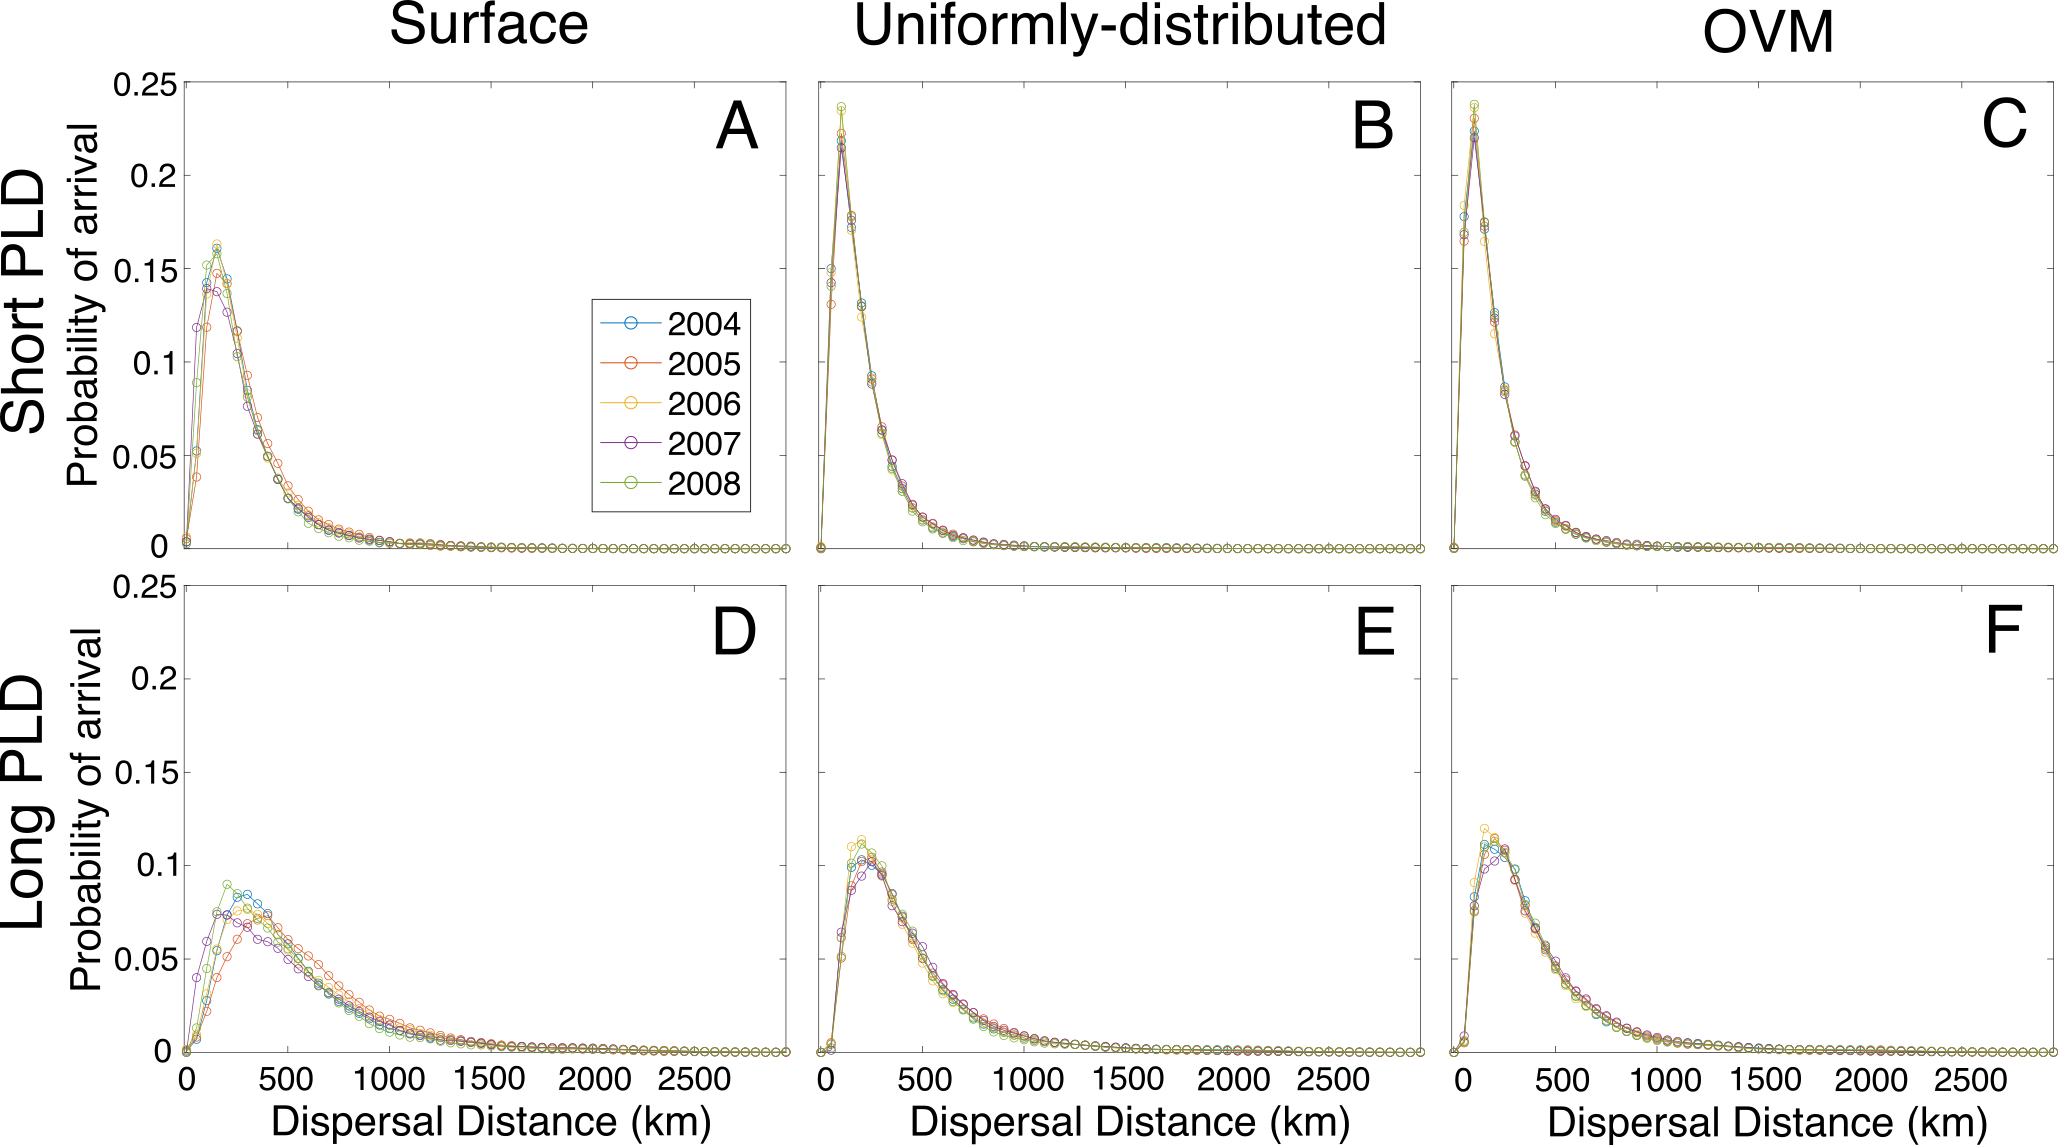 Surface
Uniformly-distributed
OVM
Short PLD
Probability of arrival
0.25
0.2
0.15
0.1
0.05
0
A
B
C
2004
2005
2006
2007
2008
Long PLD
Probability of arrival
0.25
0.2
0.15
0.1
0.05
0
D
E
F
0 500 1000 1500 2000 2500
0 500 1000 1500 2000 2500
0 500 1000 1500 2000 2500
Dispersal Distance (km)
Dispersal Distance (km)
Dispersal Distance (km)